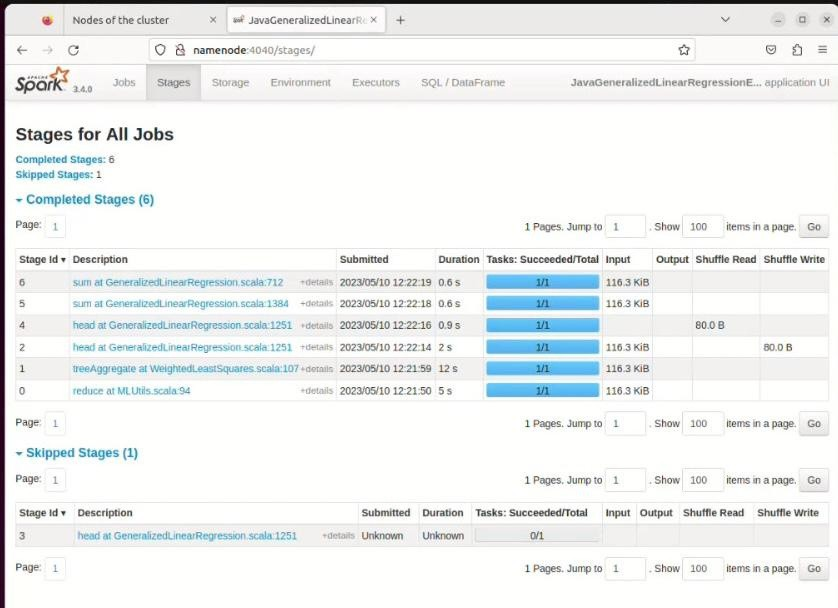 Nodes of the cluster × JavaGeneralizedLinearRe × +
namenode:4040/stages/
APACHE Spark 3.4.0 Jobs Stages Storage Environment Executors SQL / DataFrame JavaGeneralizedLinearRegressionE... application UI
Stages for All Jobs
Completed Stages: 6
Skipped Stages: 1
Completed Stages (6)
Page: 1 1 Pages. Jump to 1 . Show 100 items in a page. Go
Stage Id ▾ Description Submitted Duration Tasks: Succeeded/Total Input Output Shuffle Read Shuffle Write
6 sum at GeneralizedLinearRegression.scala:712 +details 2023/05/10 12:22:19 0.6 s 1/1 116.3 KiB
5 sum at GeneralizedLinearRegression.scala:1384 +details 2023/05/10 12:22:18 0.6 s 1/1 116.3 KiB
4 head at GeneralizedLinearRegression.scala:1251 +details 2023/05/10 12:22:16 0.9 s 1/1 80.0 B
2 head at GeneralizedLinearRegression.scala:1251 +details 2023/05/10 12:22:14 2 s 1/1 116.3 KiB 80.0 B
1 treeAggregate at WeightedLeastSquares.scala:107 +details 2023/05/10 12:21:59 12 s 1/1 116.3 KiB
0 reduce at MLUtils.scala:94 +details 2023/05/10 12:21:50 5 s 1/1 116.3 KiB
Page: 1 1 Pages. Jump to 1 . Show 100 items in a page. Go
Skipped Stages (1)
Page: 1 1 Pages. Jump to 1 . Show 100 items in a page. Go
Stage Id ▾ Description Submitted Duration Tasks: Succeeded/Total Input Output Shuffle Read Shuffle Write
3 head at GeneralizedLinearRegression.scala:1251 +details Unknown Unknown 0/1
Page: 1 1 Pages. Jump to 1 . Show 100 items in a page. Go